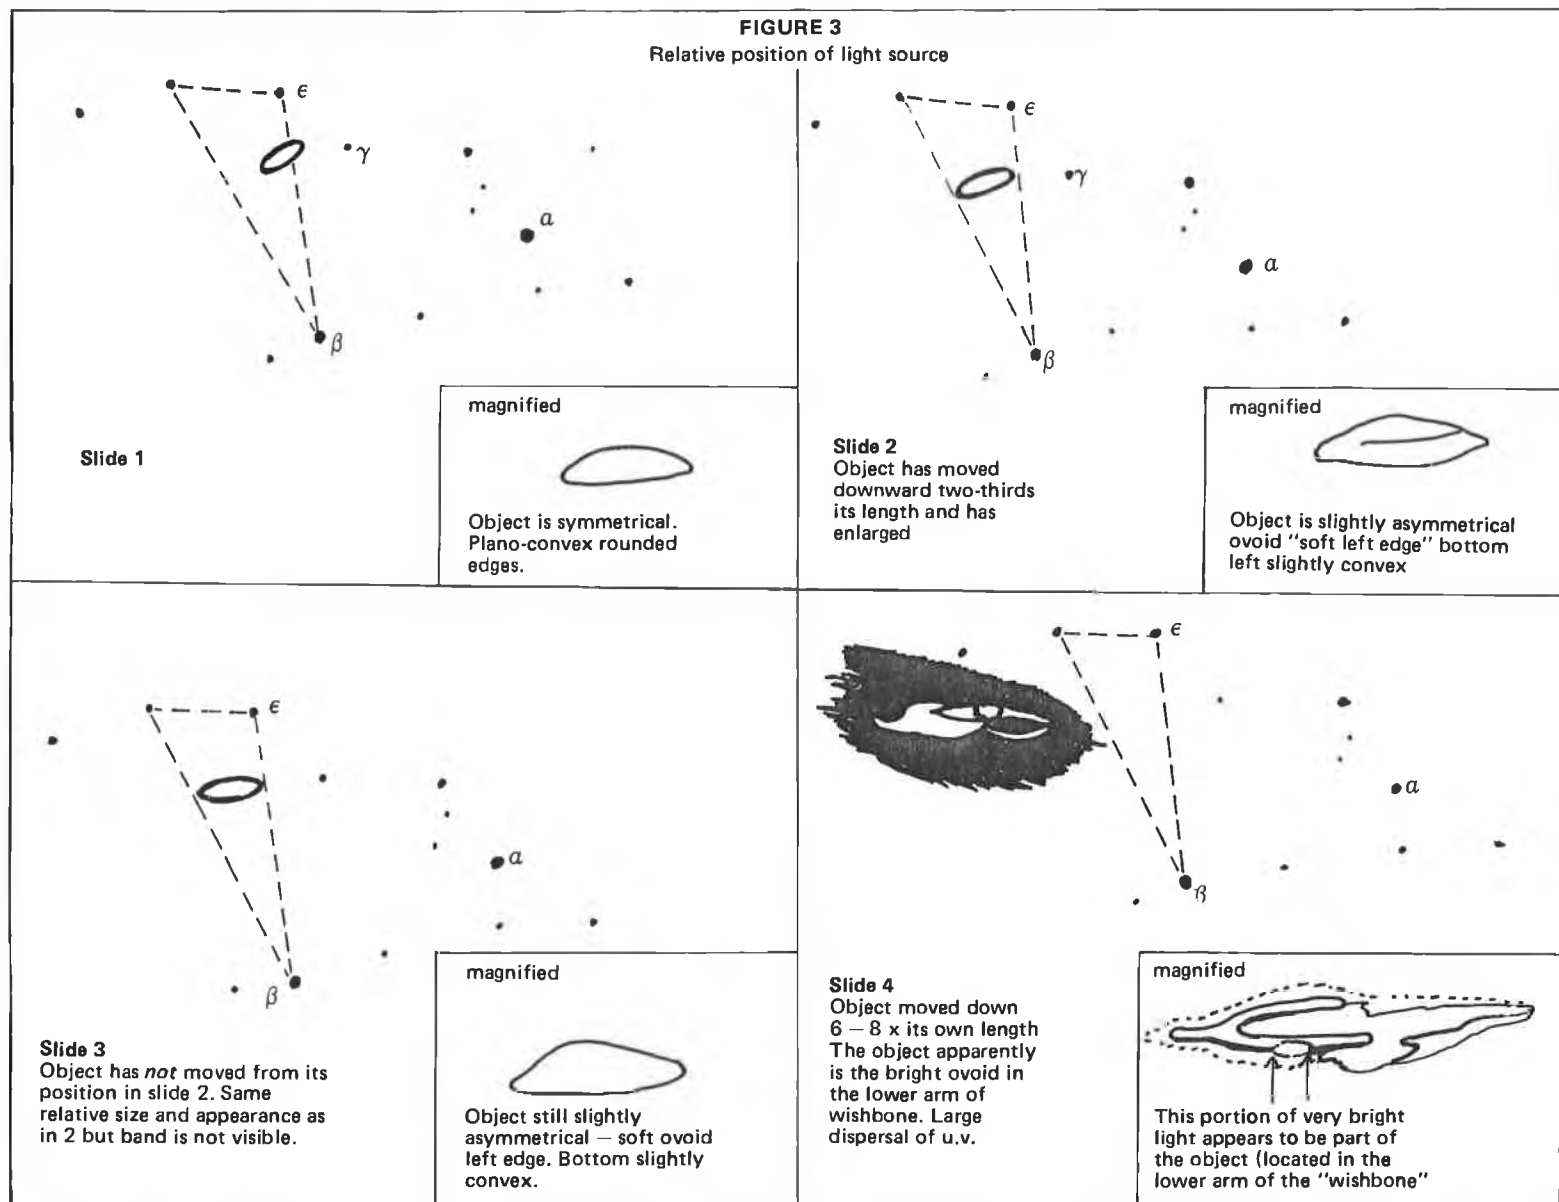 FIGURE 3
Relative position of light source
ϵ
γ
α
β
Slide 1
magnified
Object is symmetrical.
Plano-convex rounded
edges.
ϵ
γ
α
β
Slide 2
Object has moved
downward two-thirds
its length and has
enlarged
magnified
Object is slightly asymmetrical
ovoid "soft left edge" bottom
left slightly convex
ϵ
α
β
Slide 3
Object has not moved from its
position in slide 2. Same
relative size and appearance as
in 2 but band is not visible.
magnified
Object still slightly
asymmetrical — soft ovoid
left edge. Bottom slightly
convex.
ϵ
α
β
Slide 4
Object moved down
6 – 8 x its own length
The object apparently
is the bright ovoid in
the lower arm of
wishbone. Large
dispersal of u.v.
magnified
This portion of very bright
light appears to be part of
the object (located in the
lower arm of the "wishbone"